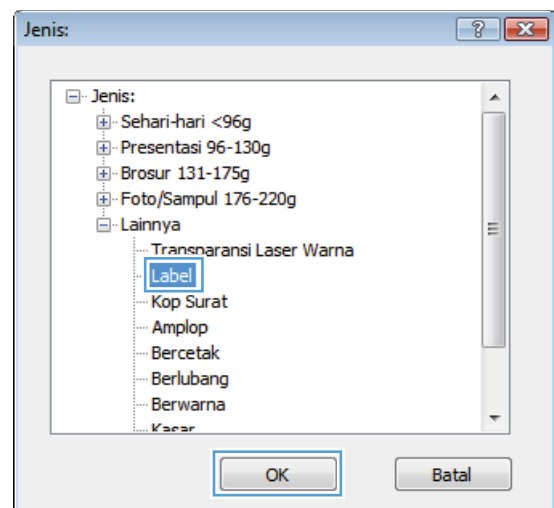 Jenis:
Jenis:
Sehari-hari <96g
Presentasi 96-130g
Brosur 131-175g
Foto/Sampul 176-220g
Lainnya
Transparansi Laser Warna
Label
Kop Surat
Amplop
Bercetak
Berlubang
Berwarna
Kasar
OK Batal